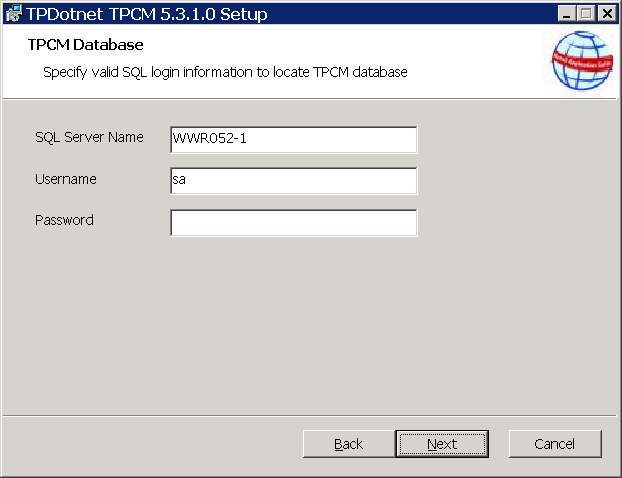 TPDotnet TPCM 5.3.1.0 Setup
TPCM Database
Specify valid SQL login information to locate TPCM database
SQL Server Name
WWR052-1
Username
sa
Password
Back
Next
Cancel